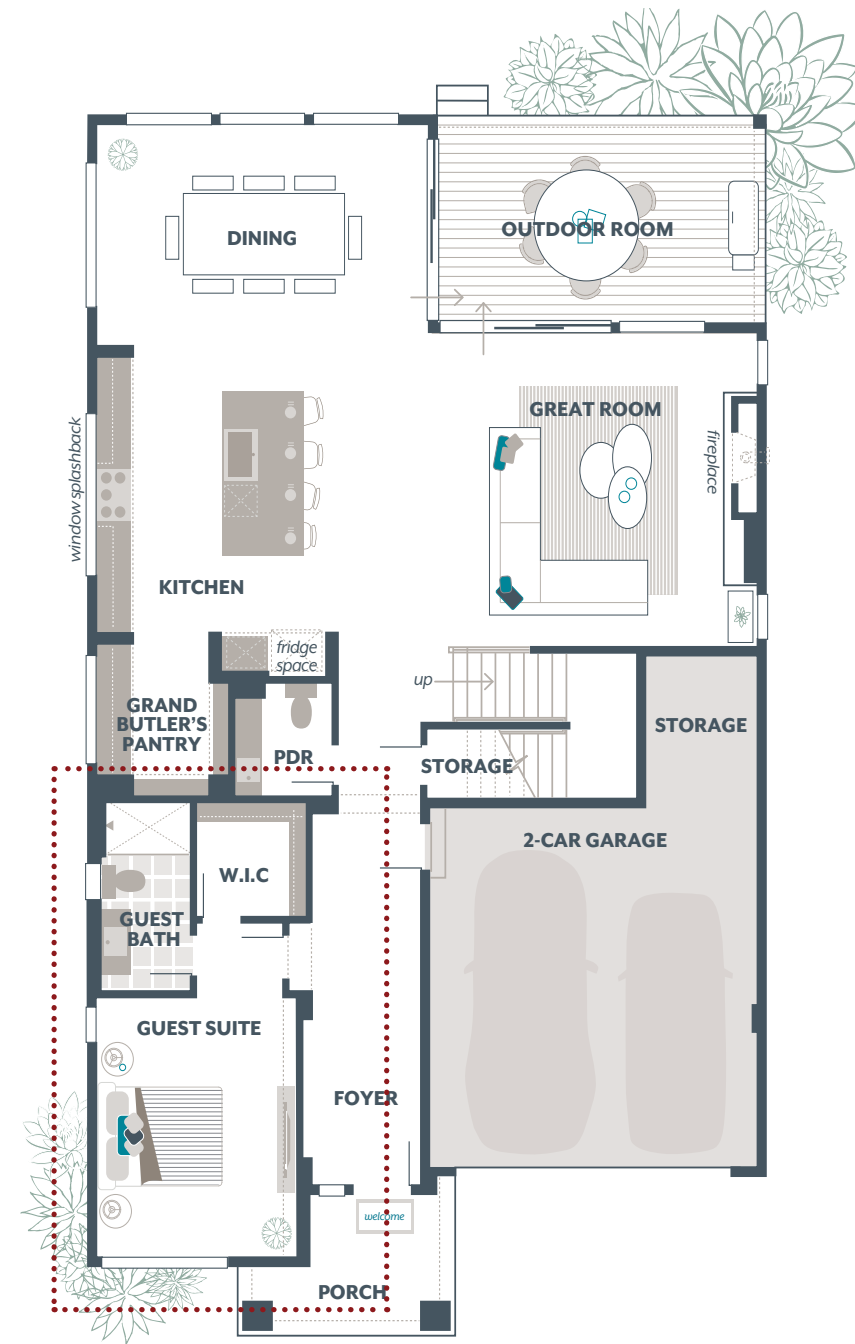 DINING
OUTDOOR ROOM
GREAT ROOM
fireplace
window splashback
KITCHEN
fridge
space
up
GRAND
BUTLER'S
PANTRY
PDR
STORAGE
STORAGE
2-CAR GARAGE
W.I.C
GUEST
BATH
GUEST SUITE
FOYER
welcome
PORCH